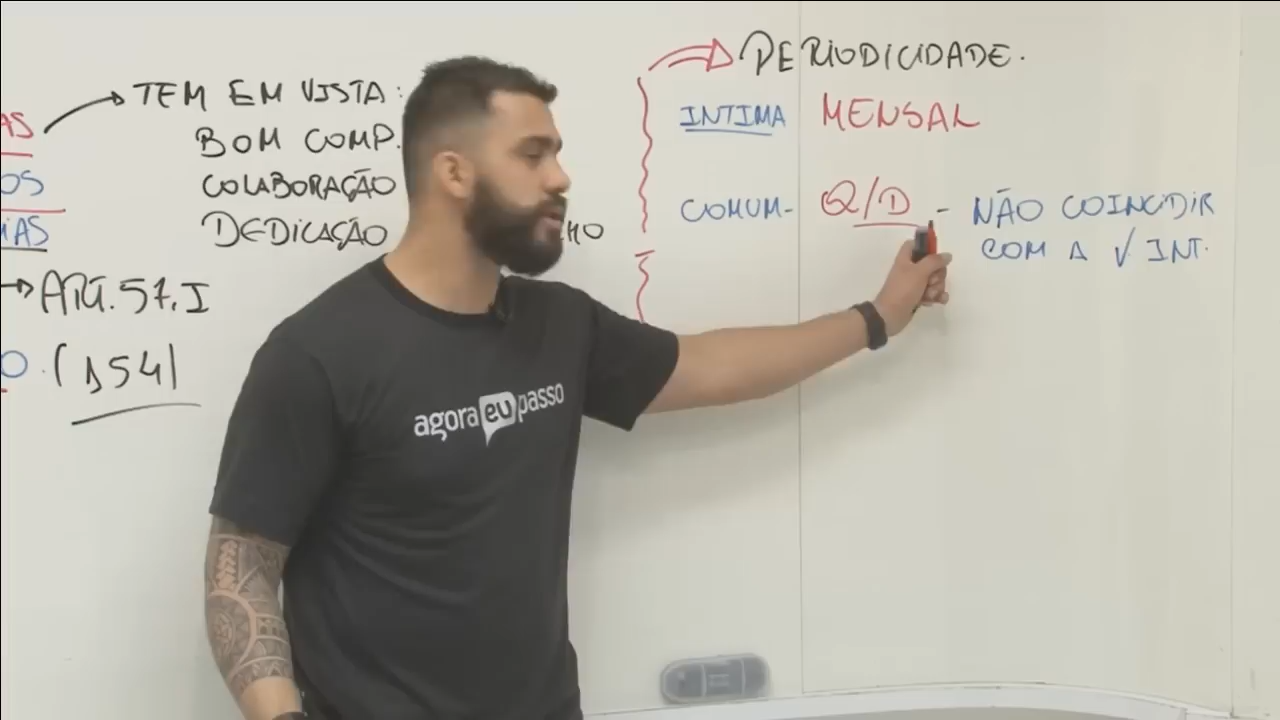 AS
OS
IAS
TEM EM VISTA:
BOM COMP.
COLABORAÇÃO
DEDICAÇÃO
HO
ART. 57, I
O. (154)
PERIODICIDADE.
INTIMA MENSAL
COMUM- Q/D - NÃO COINCIDIR
COM A √ INT.
agora eu passo